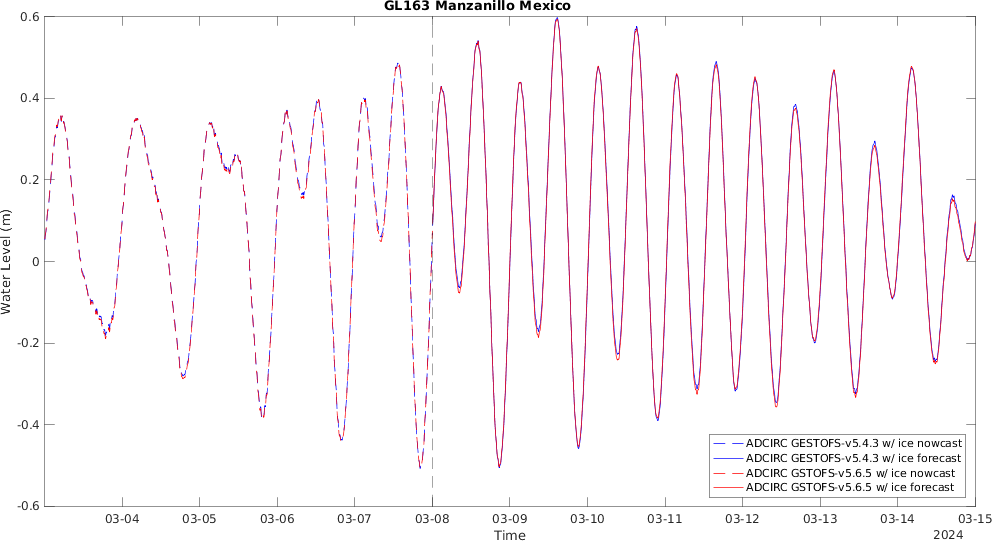 GL163 Manzanillo Mexico
0.6
0.4
0.2
0
-0.2
-0.4
-0.6
Water Level (m)
ADCIRC GESTOFS-v5.4.3 w/ ice nowcast
ADCIRC GESTOFS-v5.4.3 w/ ice forecast
ADCIRC GSTOFS-v5.6.5 w/ ice nowcast
ADCIRC GSTOFS-v5.6.5 w/ ice forecast
03-04 03-05 03-06 03-07 03-08 03-09 03-10 03-11 03-12 03-13 03-14 03-15
Time
2024